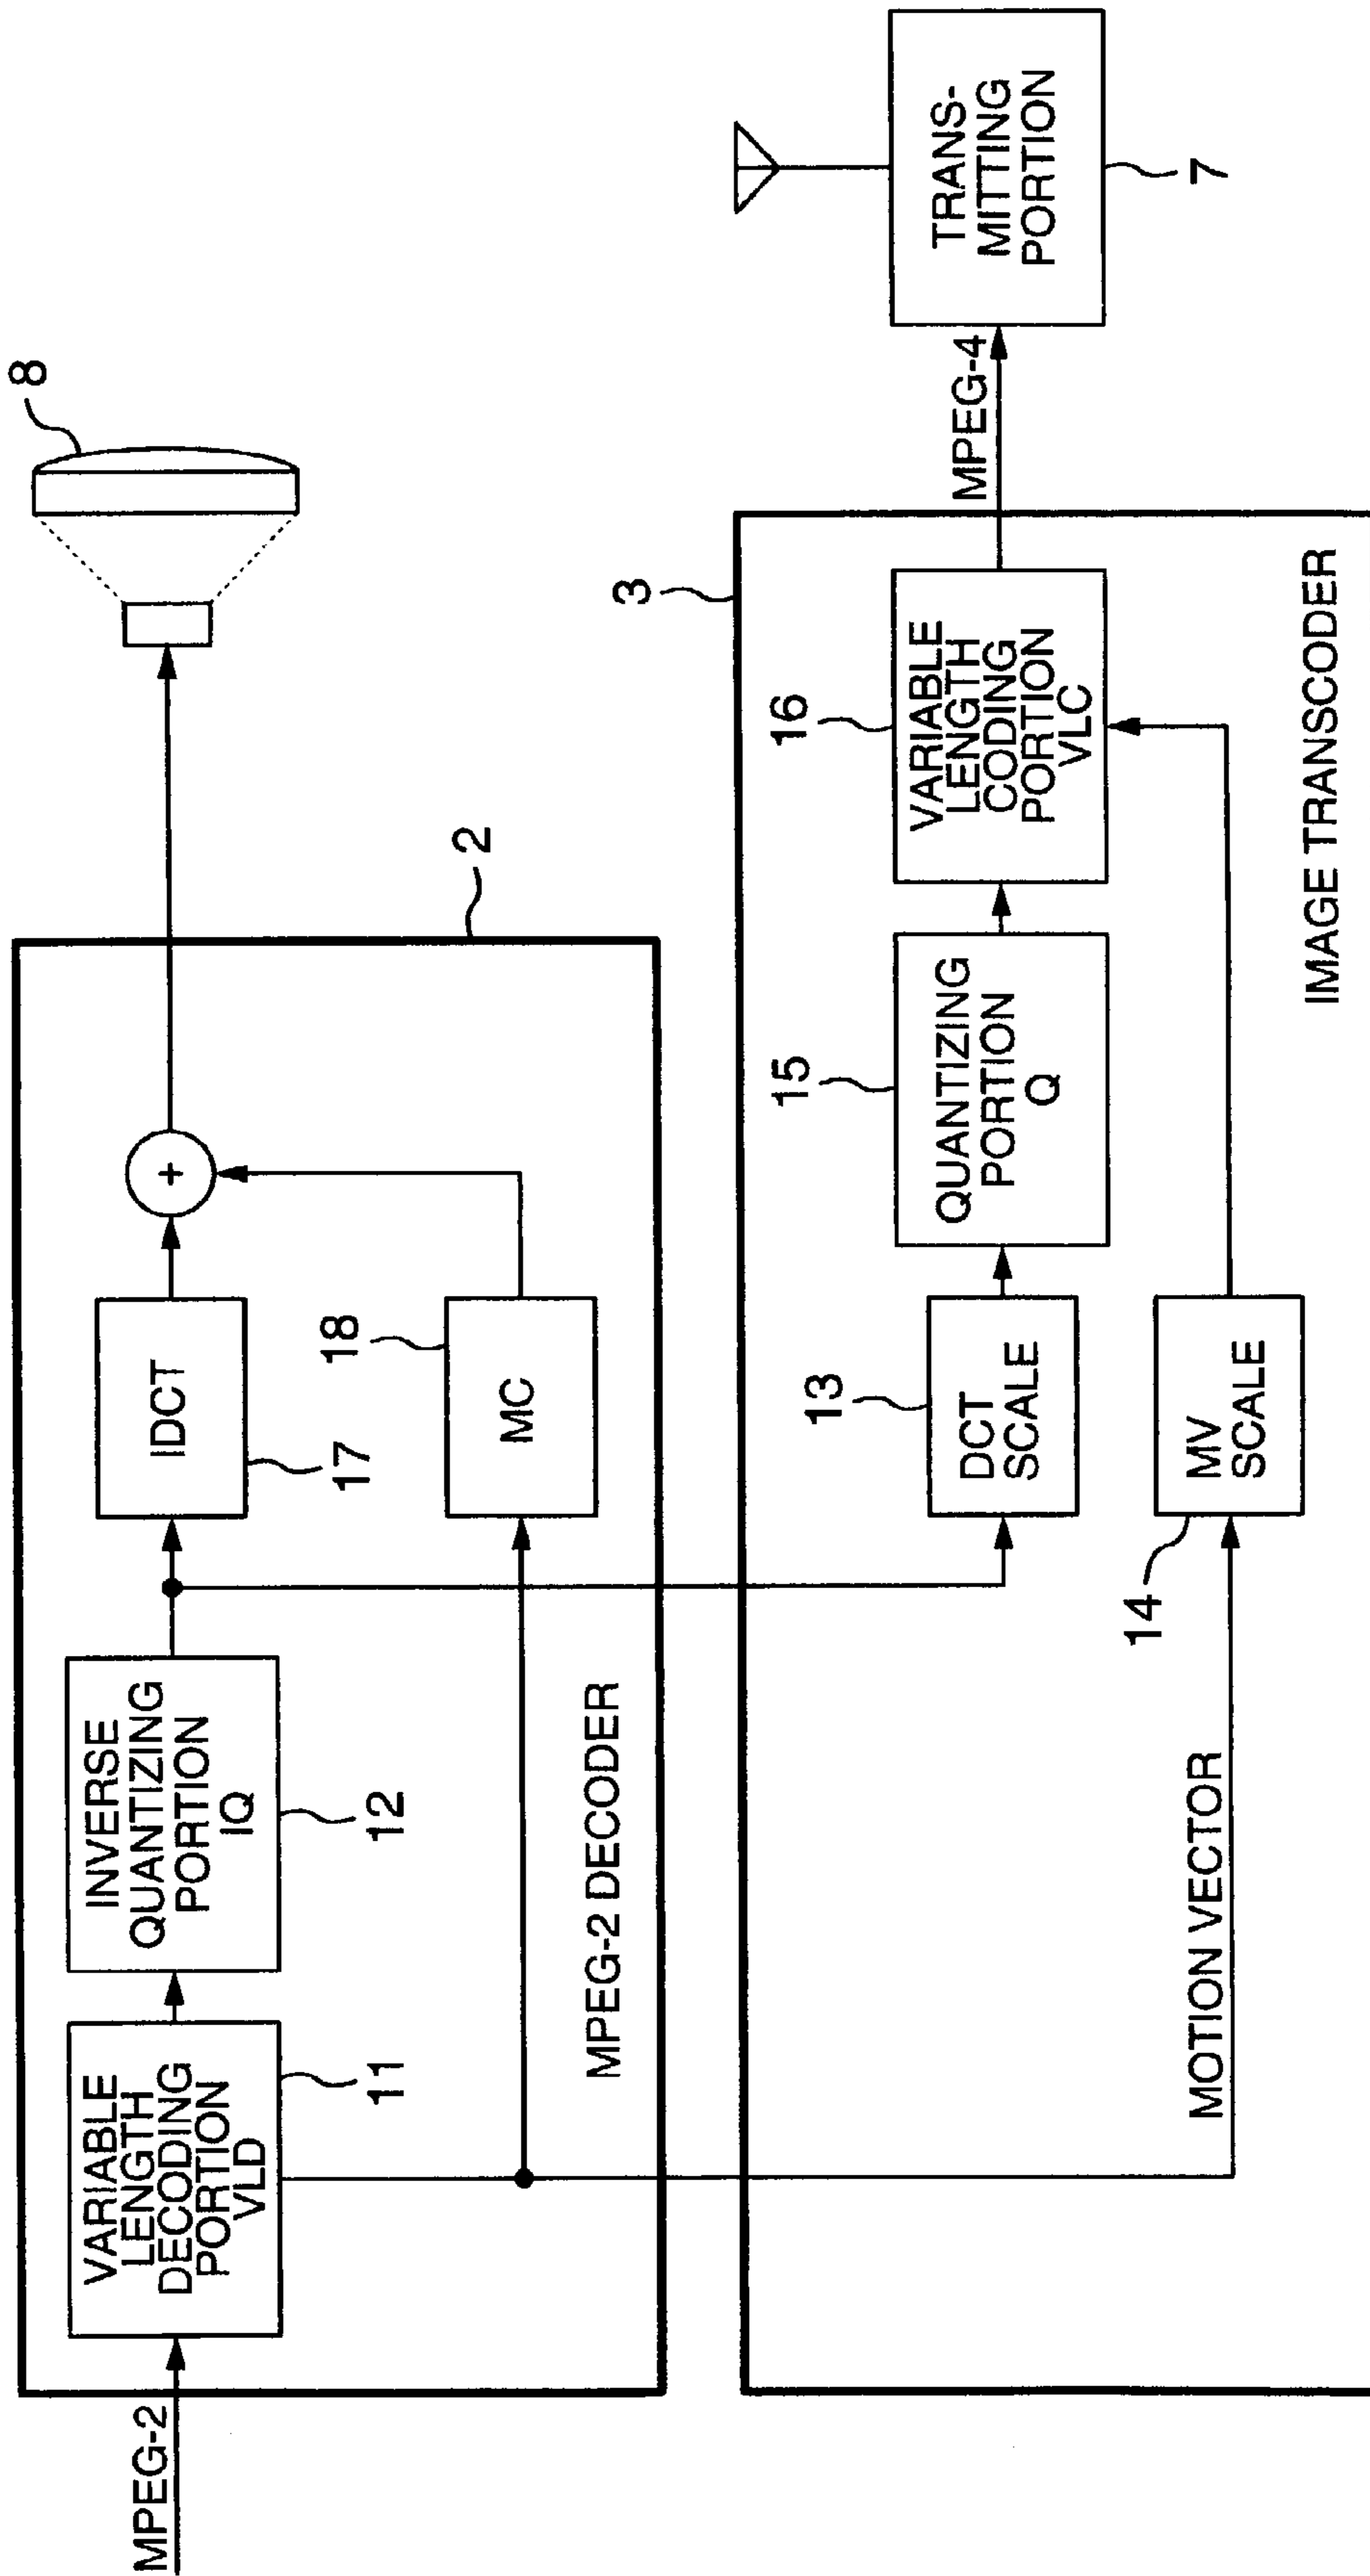 MPEG-2
VARIABLE
LENGTH
DECODING
PORTION
VLD
11
INVERSE
QUANTIZING
PORTION
IQ
12
IDCT
17
+
MC
18
MPEG-2 DECODER
2
8
MOTION VECTOR
DCT
SCALE
13
MV
SCALE
14
QUANTIZING
PORTION
Q
15
VARIABLE
LENGTH
CODING
PORTION
VLC
16
IMAGE TRANSCODER
3
MPEG-4
TRANS-
MITTING
PORTION
7